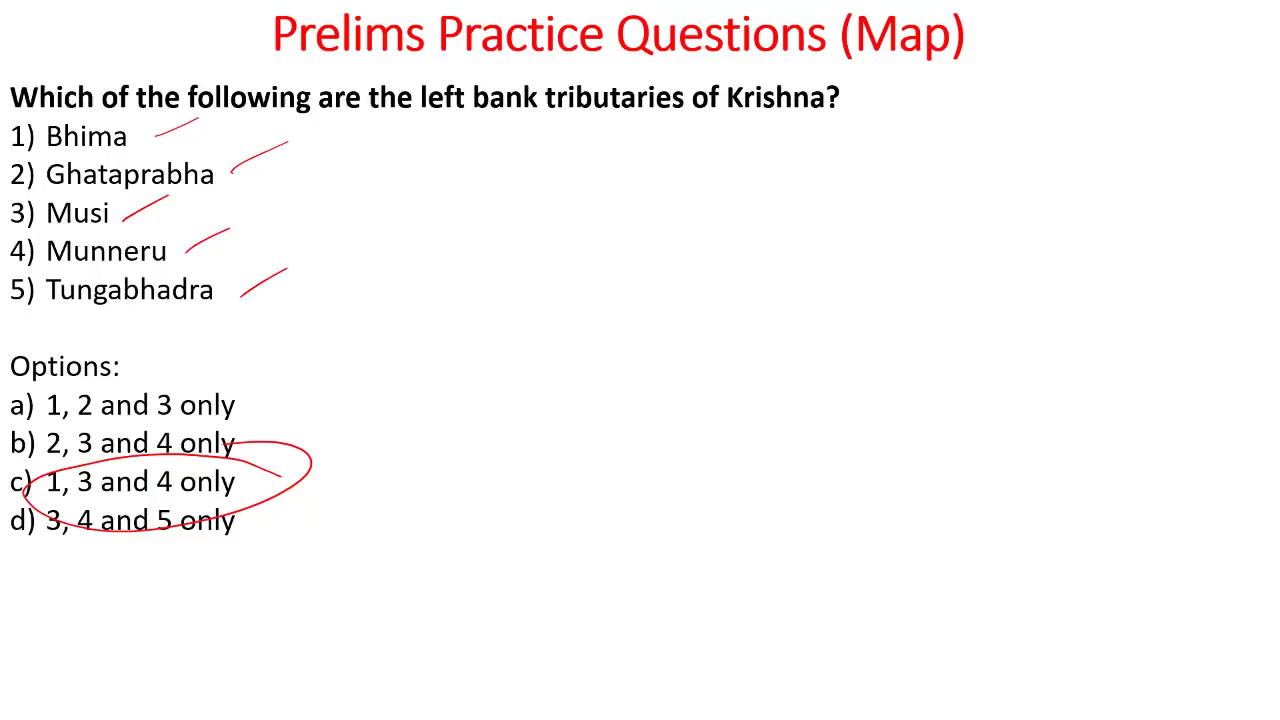 Prelims Practice Questions (Map)
Which of the following are the left bank tributaries of Krishna?
1) Bhima
2) Ghataprabha
3) Musi
4) Munneru
5) Tungabhadra
Options:
a) 1, 2 and 3 only
b) 2, 3 and 4 only
c) 1, 3 and 4 only
d) 3, 4 and 5 only